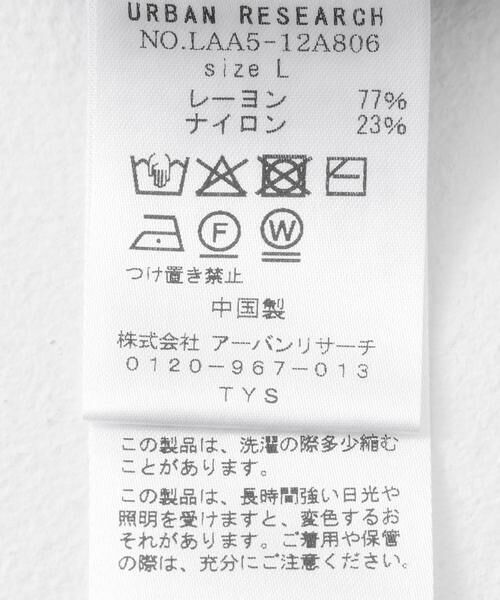 URBAN RESEARCH
NO.LAA5-12A806
size L
レーヨン 77%
ナイロン 23%
F W
つけ置き禁止
中国製
株式会社 アーバンリサーチ
0120-967-013
TYS
この製品は、洗濯の際多少縮む
ことがあります。
この製品は、長時間強い日光や
照明を受けますと、変色するお
それがあります。ご着用や保管
の際は、充分にご注意ください。